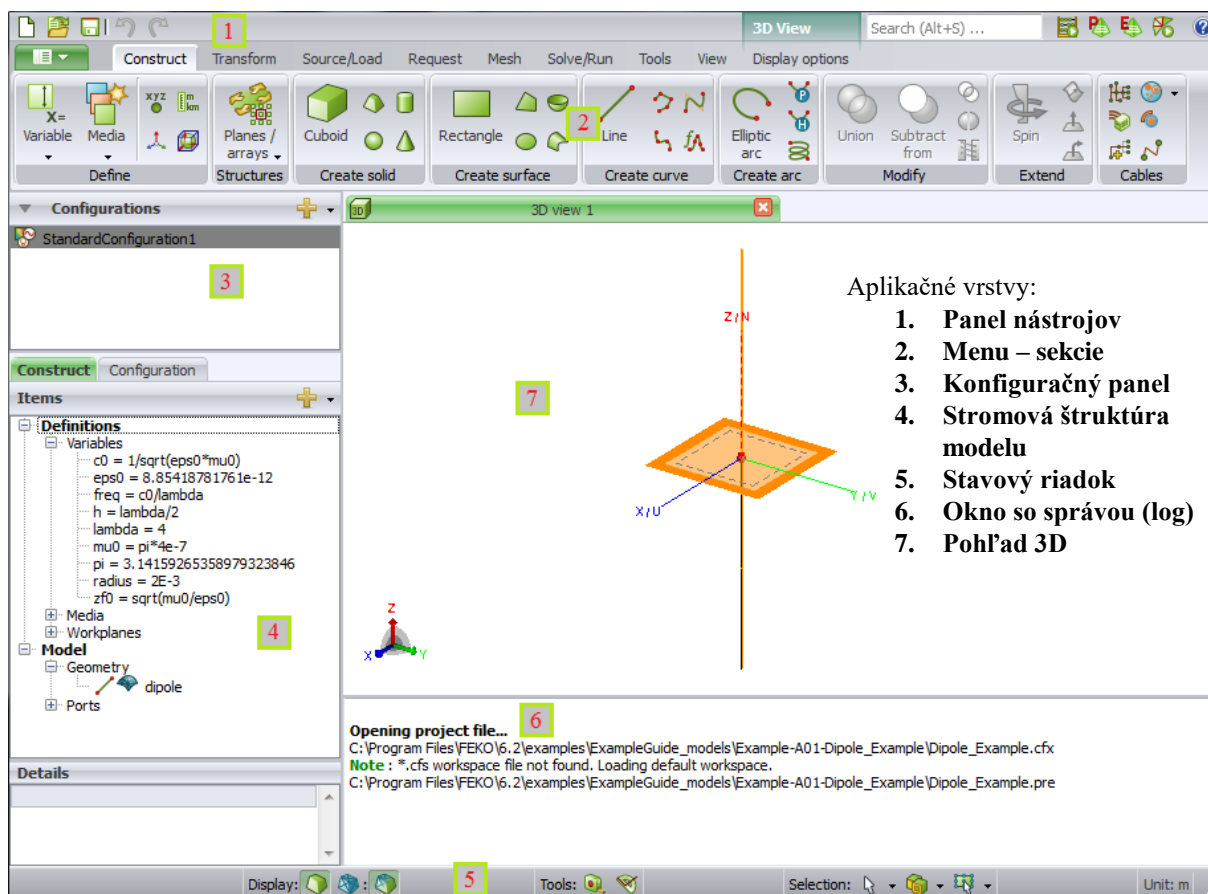 1
3D View
Search (Alt+S) ...
Construct Transform Source/Load Request Mesh Solve/Run Tools View Display options
X=
xyz
m
km
P
H
2
Variable Media Planes / arrays Cuboid Rectangle Line Elliptic arc Union Subtract from Spin
Define Structures Create solid Create surface Create curve Create arc Modify Extend Cables
Configurations
StandardConfiguration1
3
3D
3D view 1
Construct Configuration
Items
Definitions
Variables
c0 = 1/sqrt(eps0*mu0)
eps0 = 8.85418781761e-12
freq = c0/lambda
h = lambda/2
lambda = 4
mu0 = pi*4e-7
pi = 3.14159265358979323846
radius = 2E-3
zf0 = sqrt(mu0/eps0)
Media
Workplanes
4
Model
Geometry
dipole
Ports
Details
Z/N
X/U
Y/V
7
Z
X
Y
Aplikačné vrstvy:
1. Panel nástrojov
2. Menu – sekcie
3. Konfiguračný panel
4. Stromová štruktúra
modelu
5. Stavový riadok
6. Okno so správou (log)
7. Pohľad 3D
6
Opening project file...
C:\Program Files\FEKO\6.2\examples\ExampleGuide_models\Example-A01-Dipole_Example\Dipole_Example.cfx
Note : *.cfs workspace file not found. Loading default workspace.
C:\Program Files\FEKO\6.2\examples\ExampleGuide_models\Example-A01-Dipole_Example\Dipole_Example.pre
Display: : 5 Tools: Selection: Unit: m